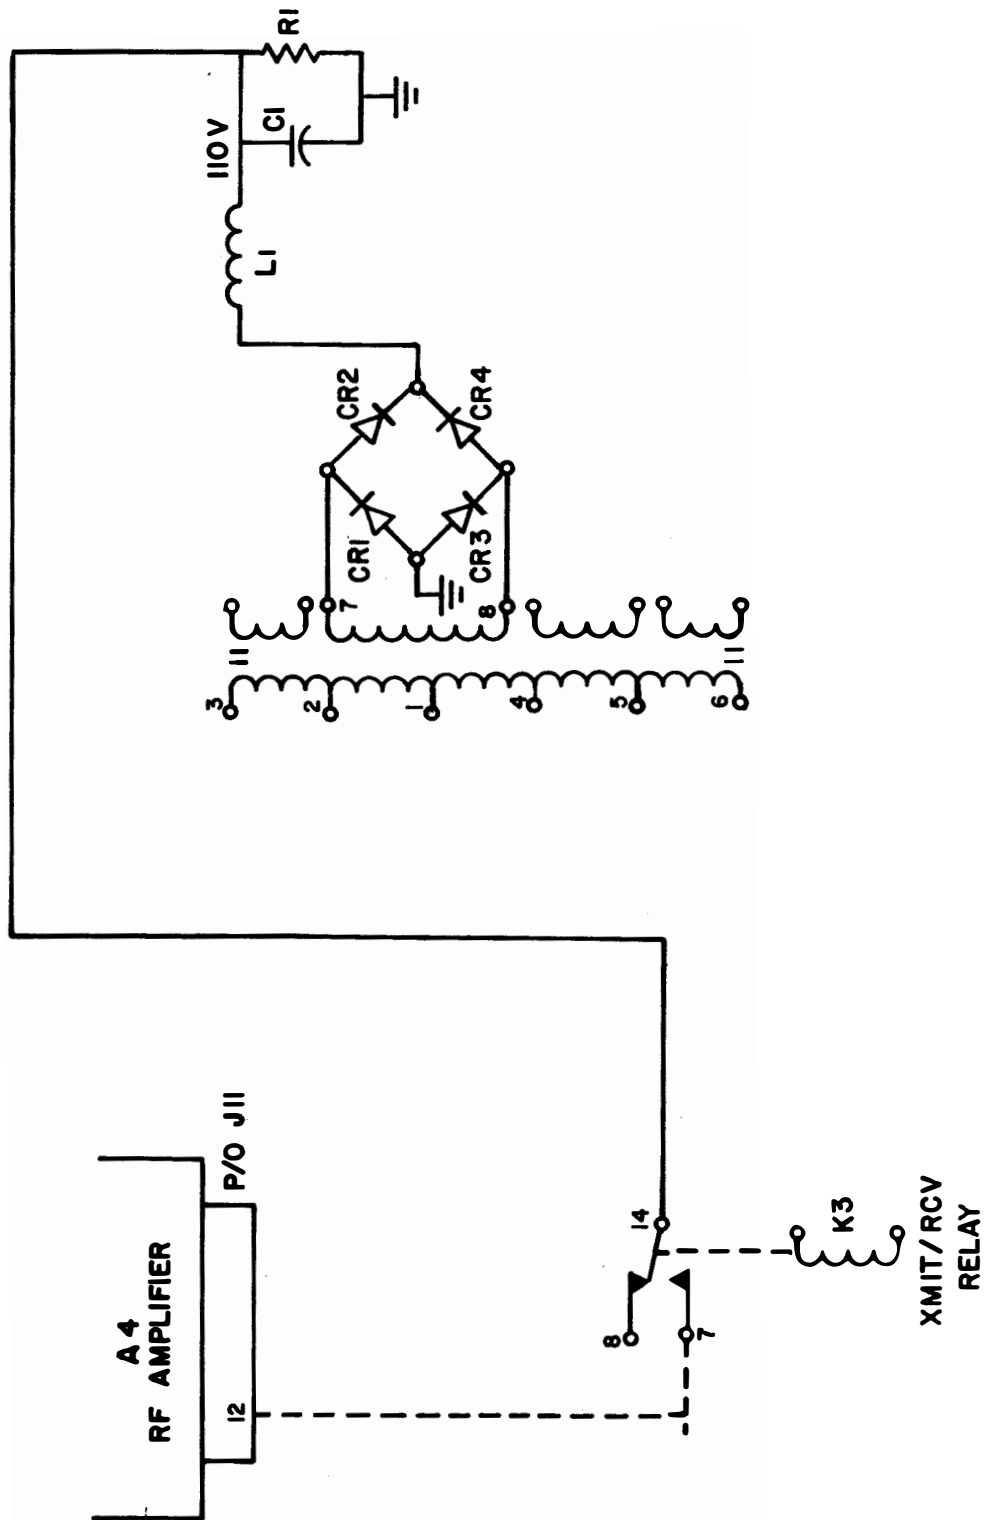 A4
RF AMPLIFIER
12
P/O J11
8
7
14
K3
XMIT/RCV
RELAY
3
2
1
4
5
6
11
11
7
8
CR1
CR2
CR3
CR4
L1
110V
C1
R1